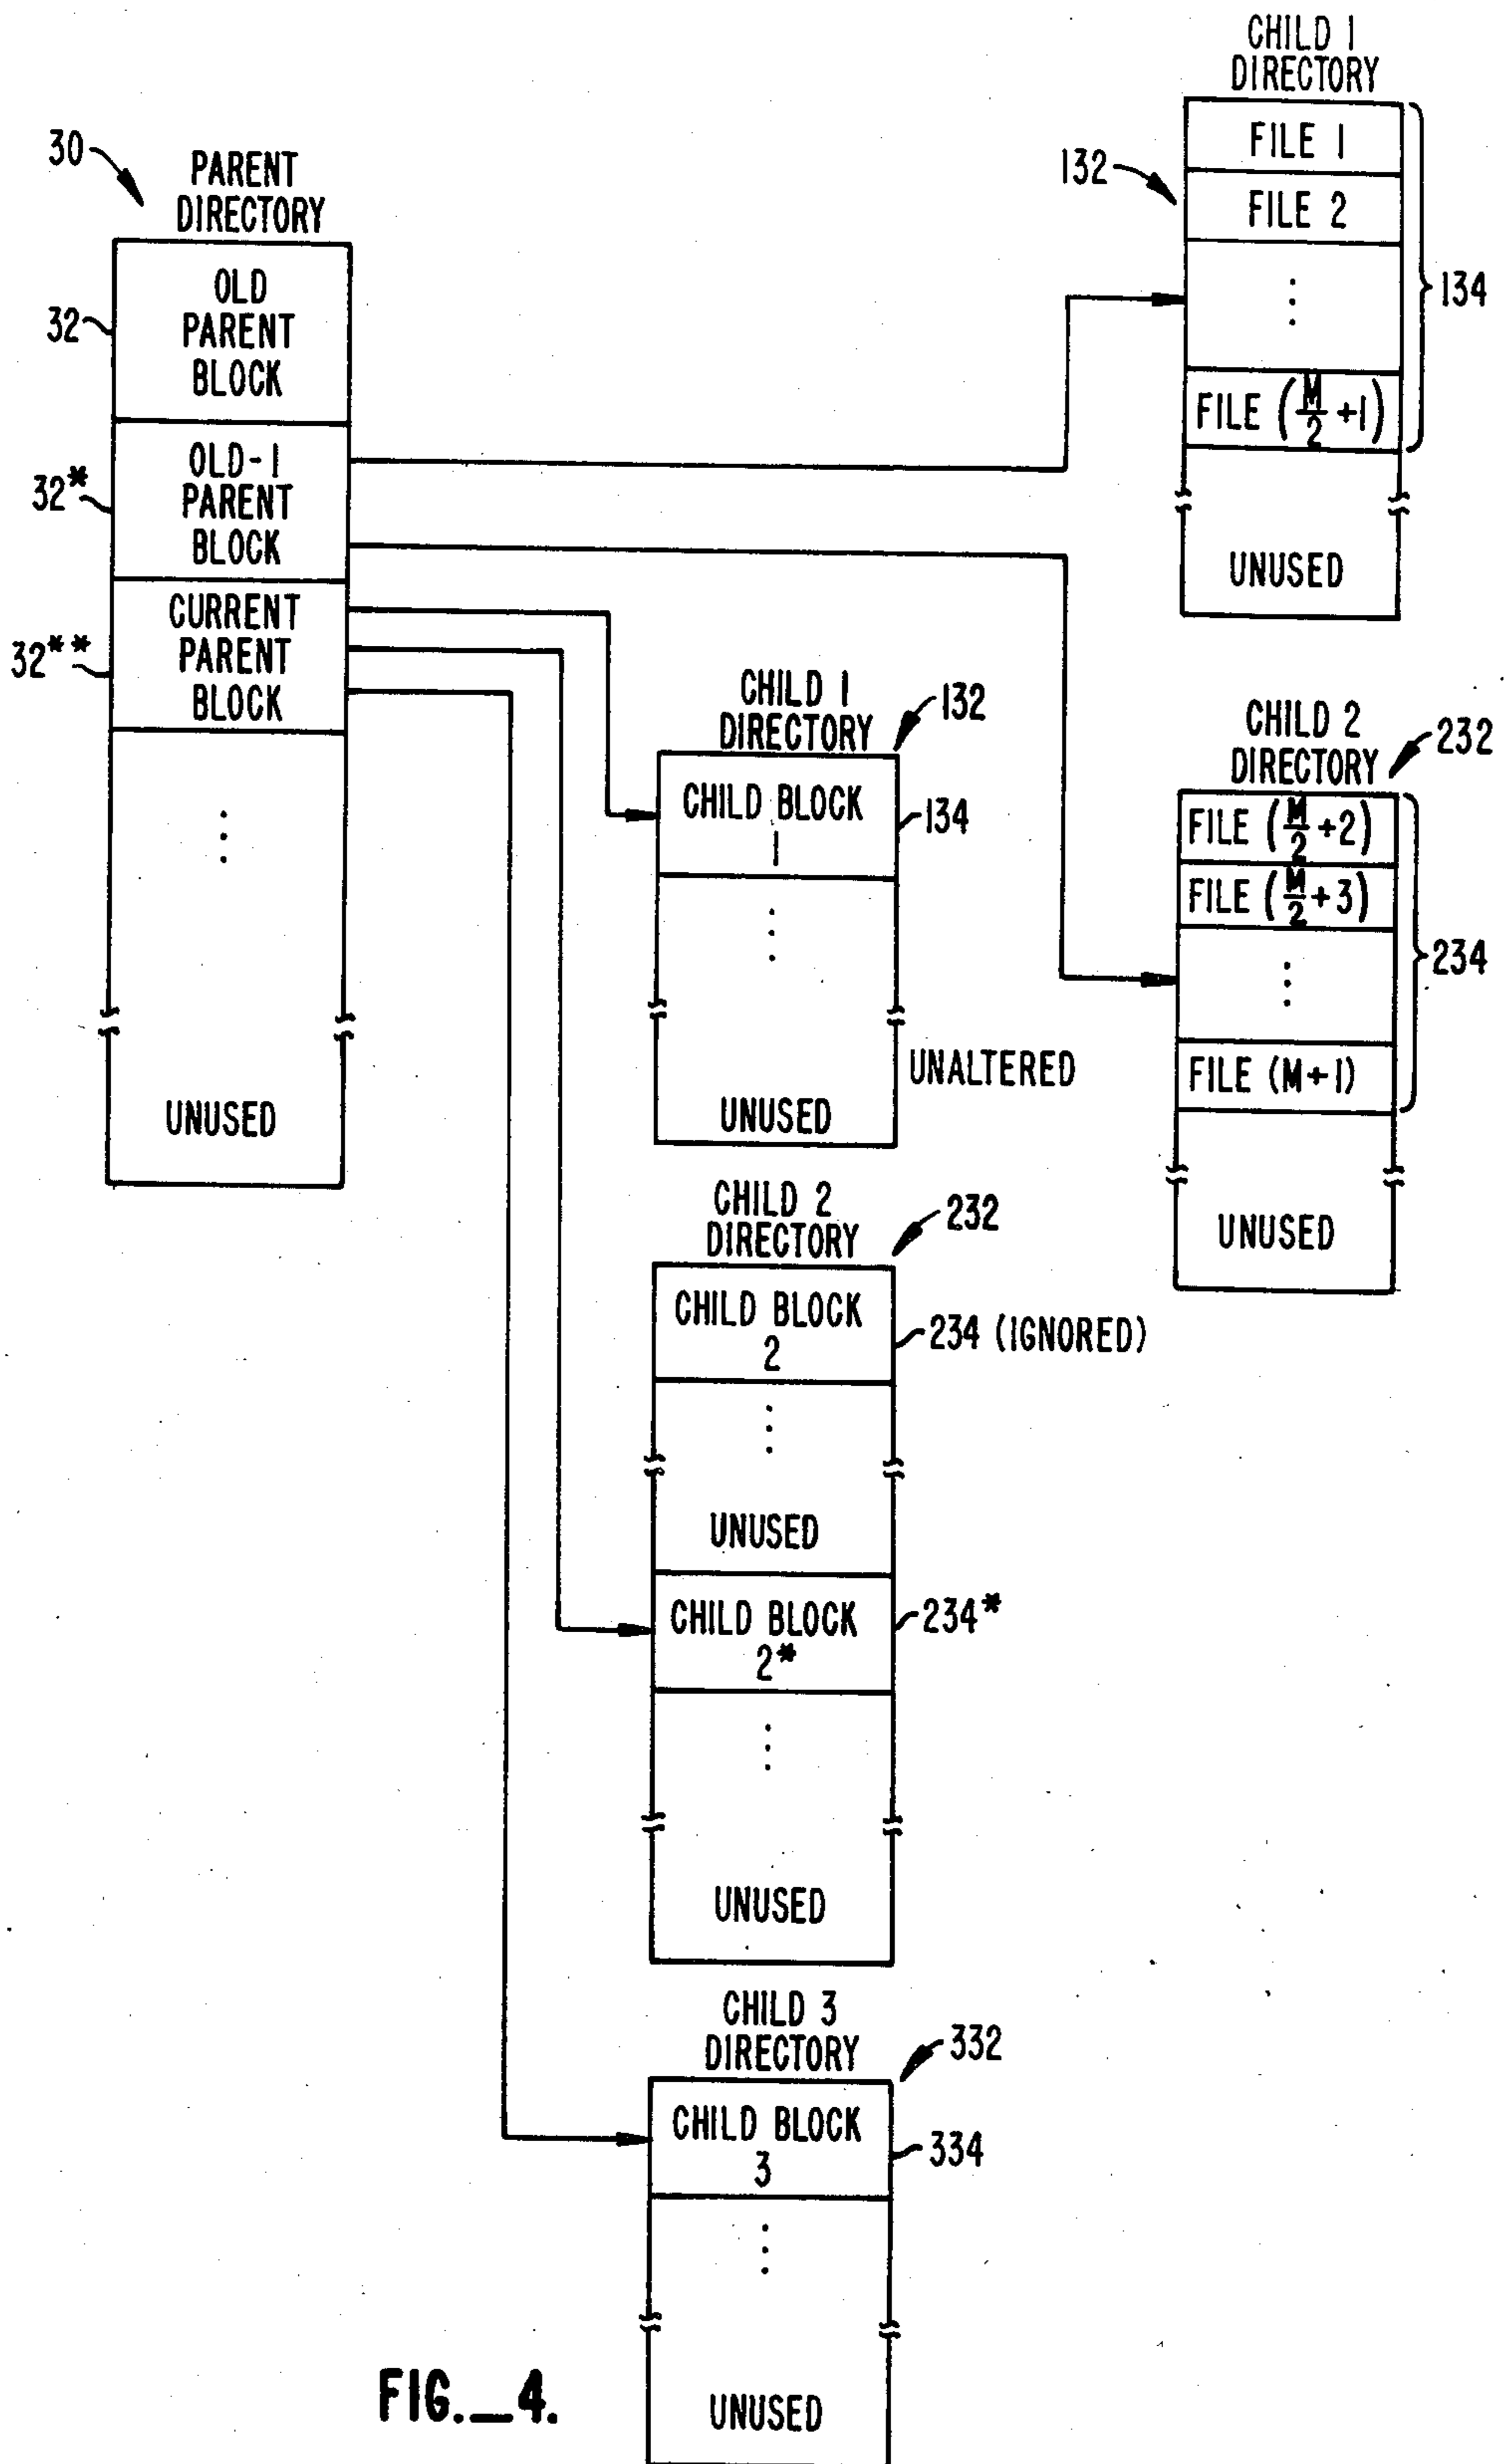 CHILD 1
DIRECTORY
FILE 1
132
FILE 2
134
FILE (M/2 +1)
UNUSED
30
PARENT
DIRECTORY
32
OLD
PARENT
BLOCK
32*
OLD-1
PARENT
BLOCK
32**
CURRENT
PARENT
BLOCK
UNUSED
CHILD 1
DIRECTORY
132
CHILD BLOCK
1
134
UNALTERED
UNUSED
CHILD 2
DIRECTORY
232
FILE (M/2 +2)
FILE (M/2 +3)
234
FILE (M+1)
UNUSED
CHILD 2
DIRECTORY
232
CHILD BLOCK
2
234 (IGNORED)
UNUSED
CHILD BLOCK
2*
234*
UNUSED
CHILD 3
DIRECTORY
332
CHILD BLOCK
3
334
UNUSED
FIG._4.